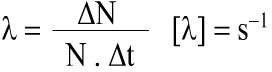 λ = ΔN / N . Δt [λ] = s⁻¹